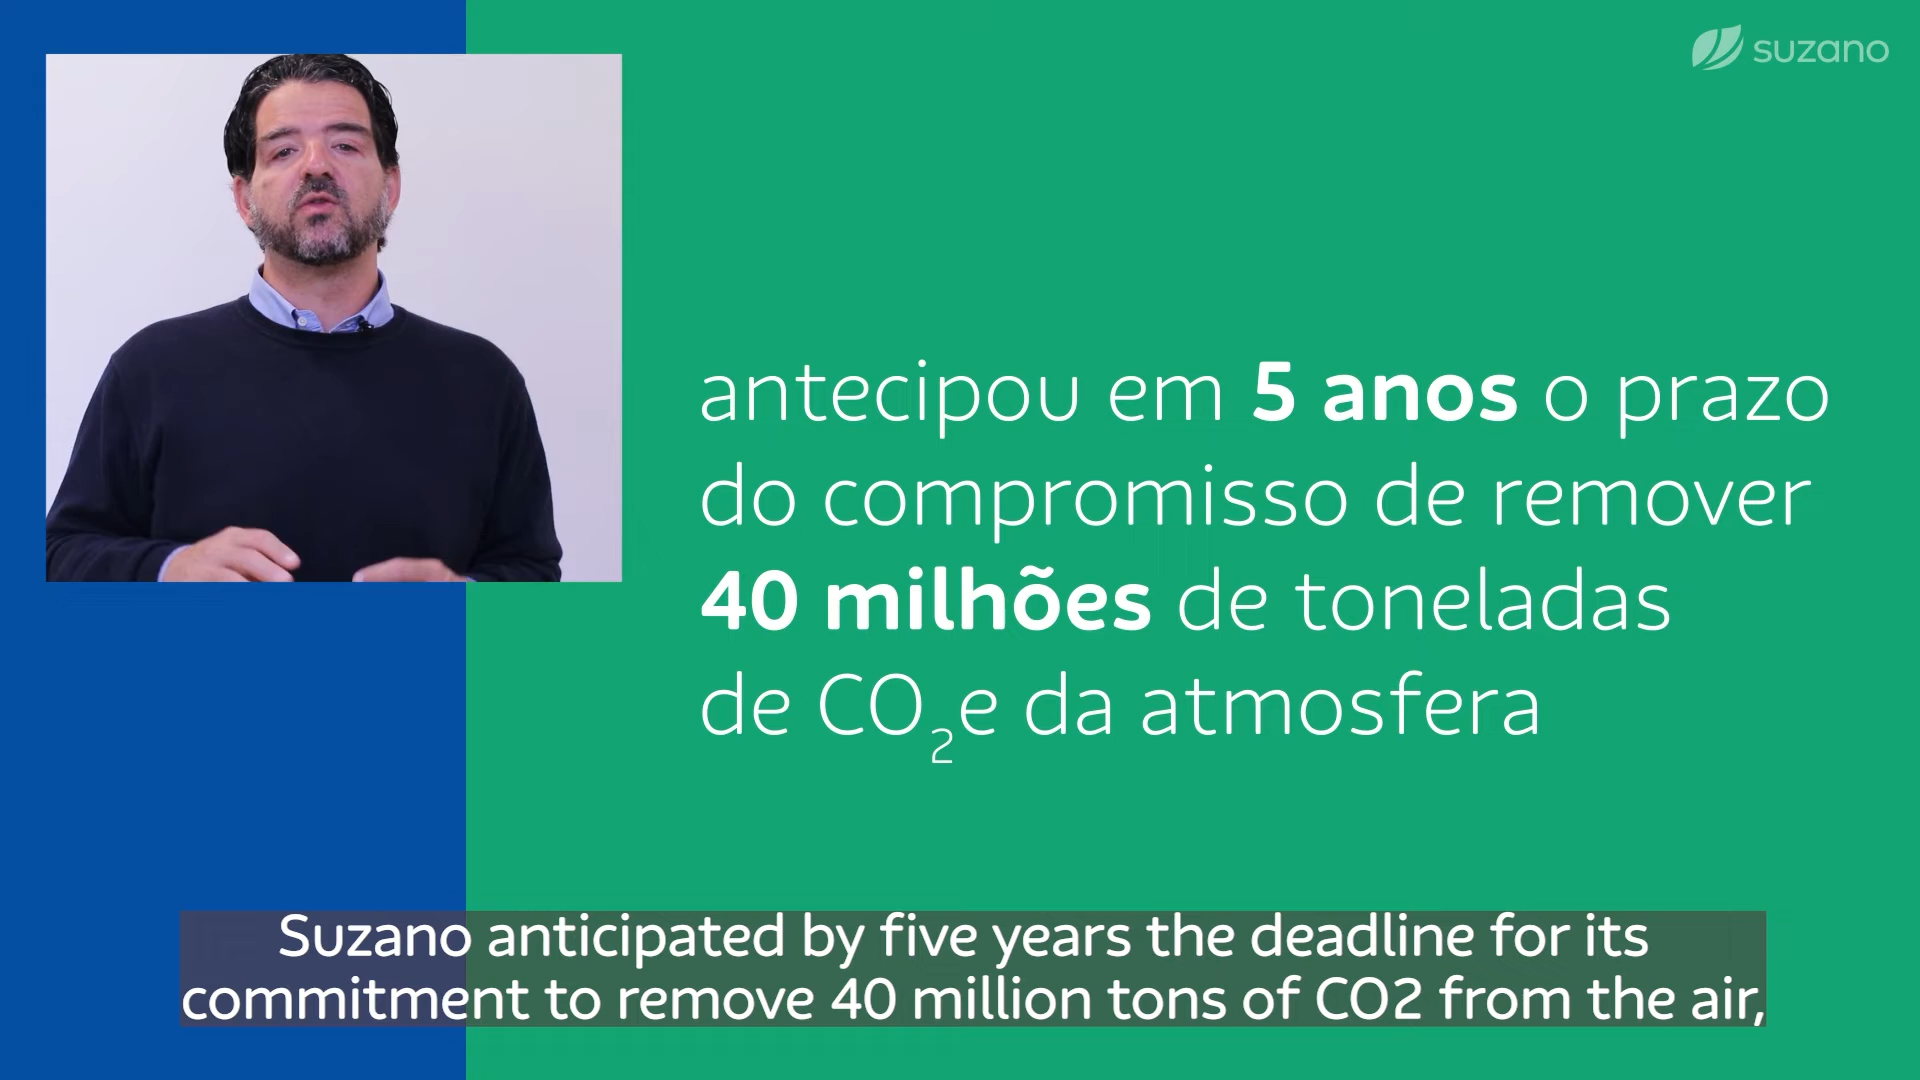 suzano
antecipou em 5 anos o prazo
do compromisso de remover
40 milhões de toneladas
de CO₂e da atmosfera
Suzano anticipated by five years the deadline for its
commitment to remove 40 million tons of CO2 from the air,